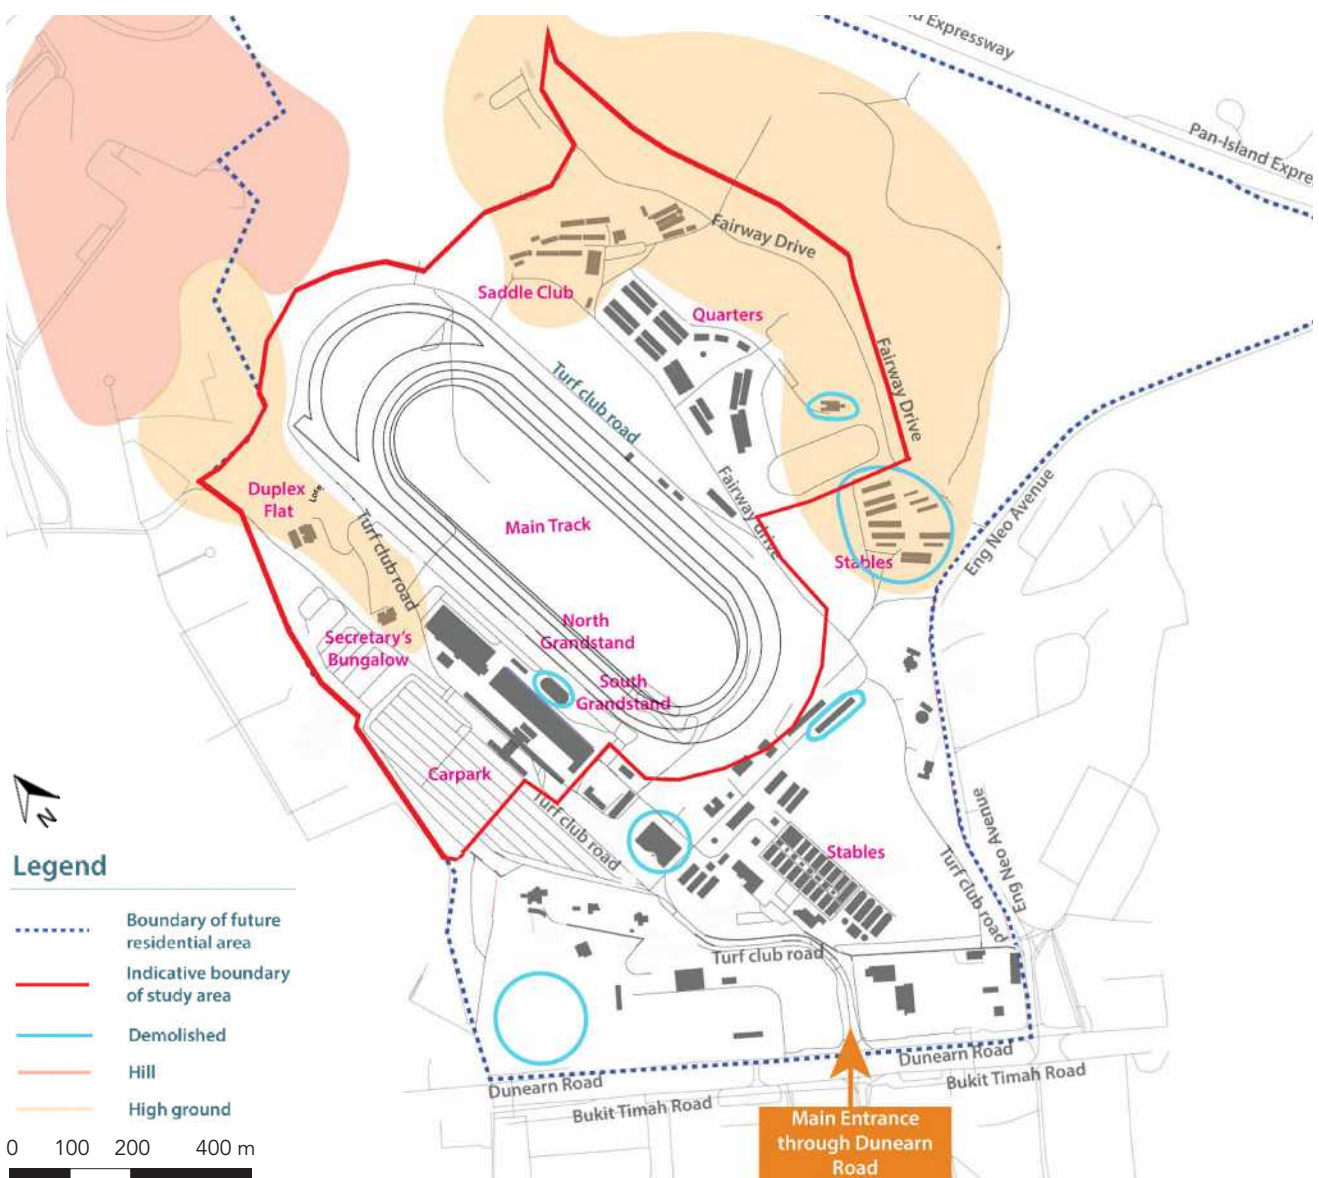 Expressway
Pan-Island Expre
Fairway Drive
Saddle Club
Quarters
Turf club road
Fairway Drive
Duplex
Flat
Turf club road
Main Track
Fairway drive
Eng Neo Avenue
Stables
Secretary's
Bungalow
North
Grandstand
South
Grandstand
Carpark
Turf club road
Stables
Turf club road
Eng Neo Avenue
Turf club road
N
Legend
Boundary of future
residential area
Indicative boundary
of study area
Demolished
Hill
High ground
0 100 200 400 m
Dunearn Road
Dunearn Road
Bukit Timah Road
Bukit Timah Road
Main Entrance
through Dunearn
Road